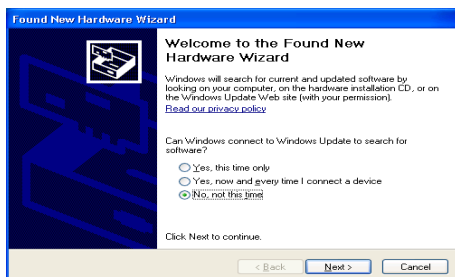 Found New Hardware Wizard
Welcome to the Found New
Hardware Wizard
Windows will search for current and updated software by
looking on your computer, on the hardware installation CD, or on
the Windows Update Web site (with your permission).
Read our privacy policy
Can Windows connect to Windows Update to search for
software?
Yes, this time only
Yes, now and every time I connect a device
No, not this time
Click Next to continue.
< Back
Next >
Cancel